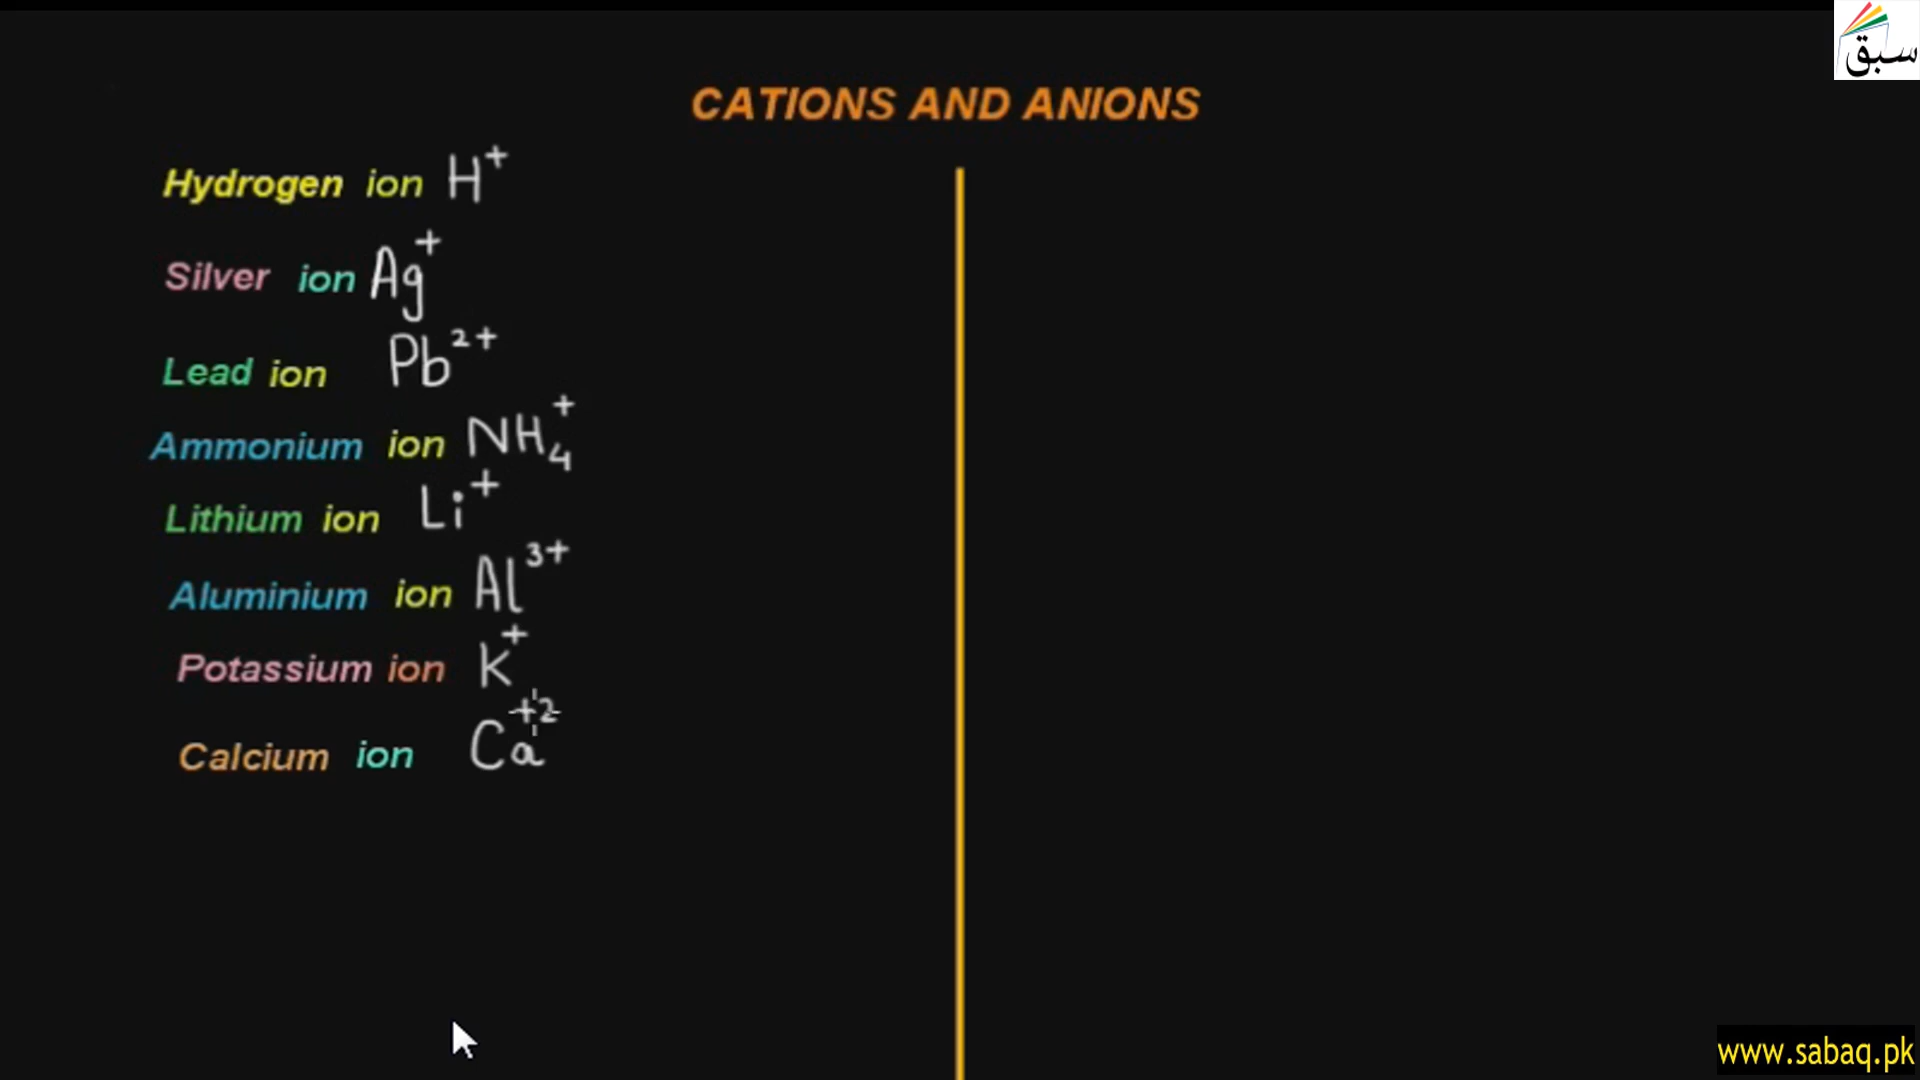 سبق
CATIONS AND ANIONS
Hydrogen ion H⁺
Silver ion Ag⁺
Lead ion Pb²⁺
Ammonium ion NH₄⁺
Lithium ion Li⁺
Aluminium ion Al³⁺
Potassium ion K⁺
Calcium ion Ca⁺²
www.sabaq.pk